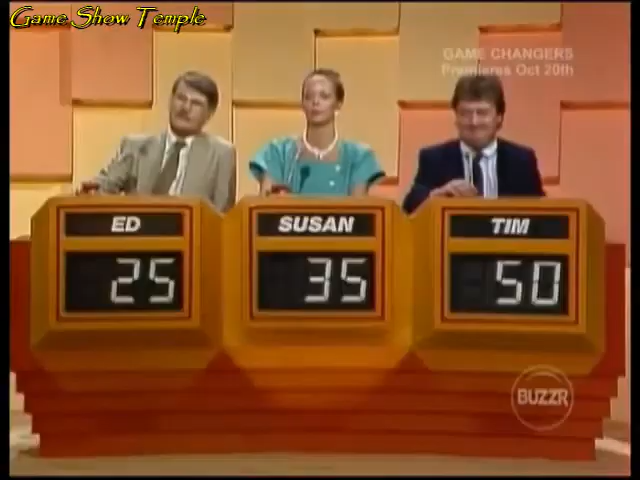 Game Show Temple
GAME CHANGERS
Premieres Oct 20th
ED
SUSAN
TIM
25
35
50
BUZZR